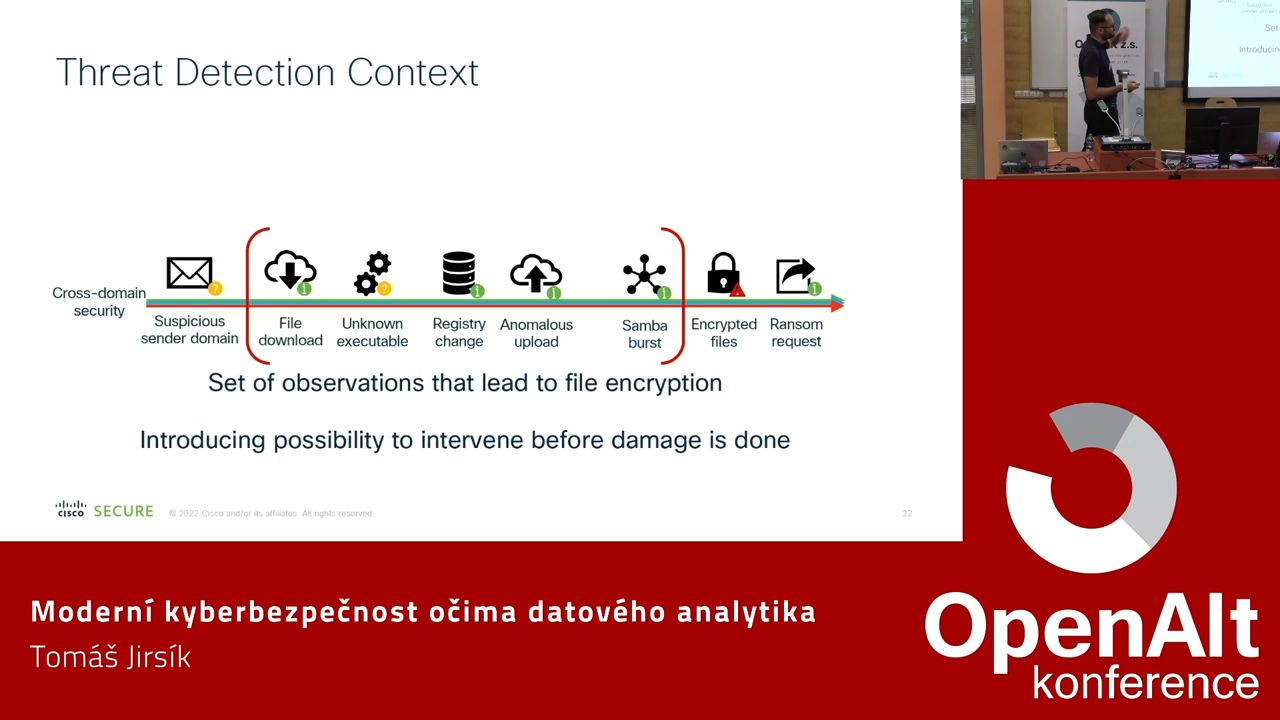 Threat Detection Context
Cross-domain
security
Suspicious
sender domain
File
download
Unknown
executable
Registry
change
Anomalous
upload
Samba
burst
Encrypted
files
Ransom
request
Set of observations that lead to file encryption
Introducing possibility to intervene before damage is done
CISCO SECURE © 2022 Cisco and/or its affiliates. All rights reserved.
22
Moderní kyberbezpečnost očima datového analytika
Tomáš Jirsík
OpenAlt
konference